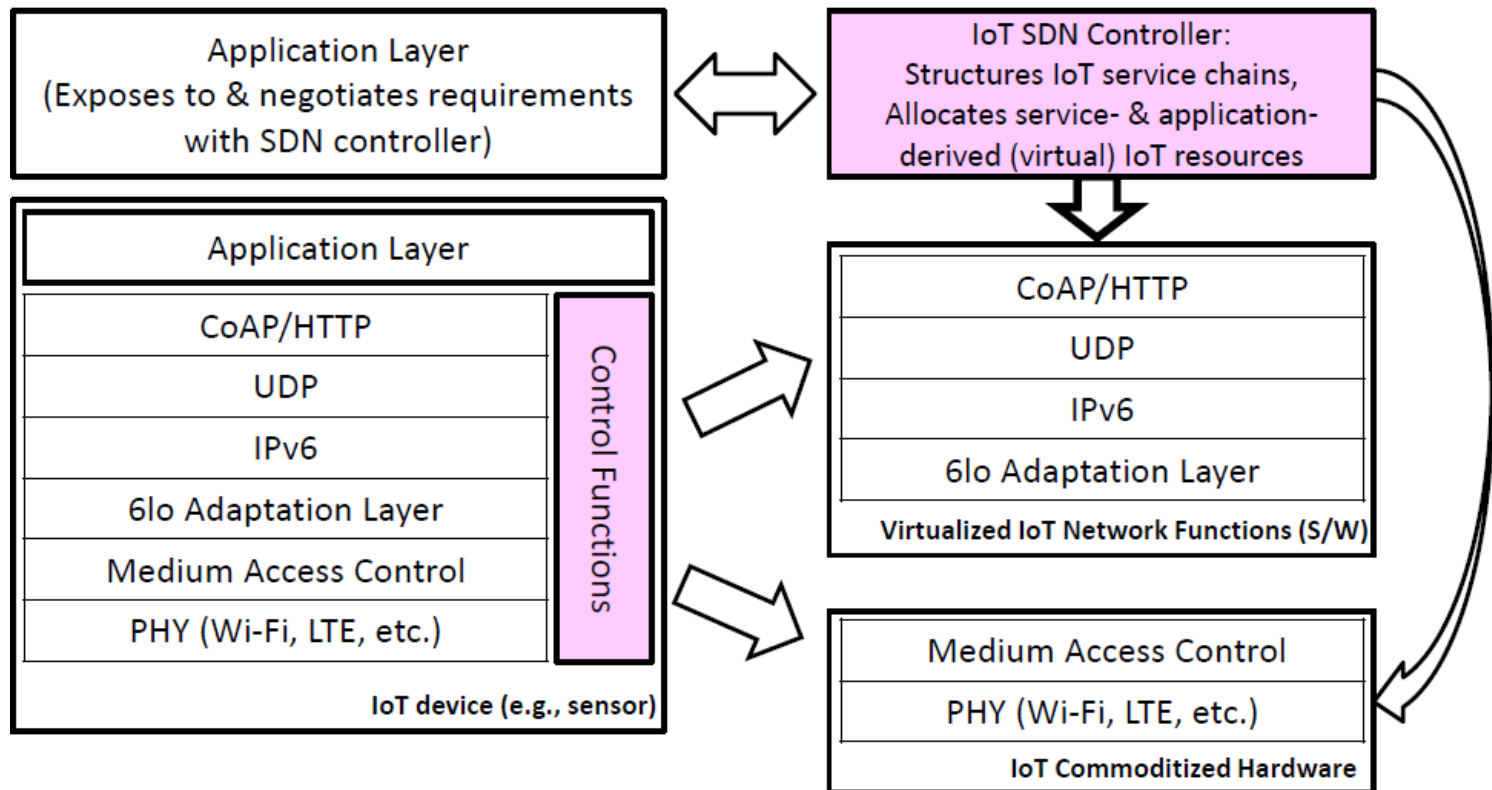 Application Layer
(Exposes to & negotiates requirements
with SDN controller)
IoT SDN Controller:
Structures IoT service chains,
Allocates service- & application-
derived (virtual) IoT resources
Application Layer
CoAP/HTTP
UDP
IPv6
6lo Adaptation Layer
Medium Access Control
PHY (Wi-Fi, LTE, etc.)
Control Functions
IoT device (e.g., sensor)
CoAP/HTTP
UDP
IPv6
6lo Adaptation Layer
Virtualized IoT Network Functions (S/W)
Medium Access Control
PHY (Wi-Fi, LTE, etc.)
IoT Commoditized Hardware